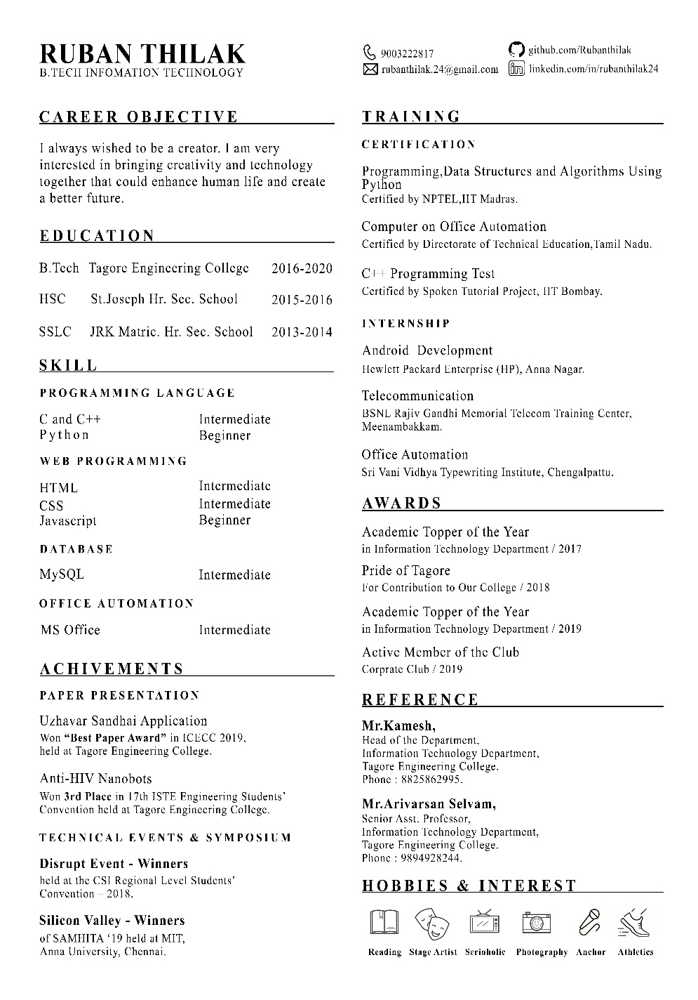 RUBAN THILAK
B.TECH INFOMATION TECHNOLOGY
9003222817
rubanthilak.24@gmail.com
github.com/Rubanthilak
linkedin.com/in/rubanthilak24
CAREER OBJECTIVE
I always wished to be a creator. I am very
interested in bringing creativity and technology
together that could enhance human life and create
a better future.
EDUCATION
B.Tech Tagore Engineering College 2016-2020
HSC St.Joseph Hr. Sec. School 2015-2016
SSLC JRK Matric. Hr. Sec. School 2013-2014
SKILL
PROGRAMMING LANGUAGE
C and C++ Intermediate
Python Beginner
WEB PROGRAMMING
HTML Intermediate
CSS Intermediate
Javascript Beginner
DATABASE
MySQL Intermediate
OFFICE AUTOMATION
MS Office Intermediate
ACHIVEMENTS
PAPER PRESENTATION
Uzhavar Sandhai Application
Won “Best Paper Award” in ICECC 2019,
held at Tagore Engineering College.
Anti-HIV Nanobots
Won 3rd Place in 17th ISTE Engineering Students’
Convention held at Tagore Engineering College.
TECHNICAL EVENTS & SYMPOSIUM
Disrupt Event - Winners
held at the CSI Regional Level Students’
Convention – 2018.
Silicon Valley - Winners
of SAMHITA ‘19 held at MIT,
Anna University, Chennai.
TRAINING
CERTIFICATION
Programming,Data Structures and Algorithms Using
Python
Certified by NPTEL,IIT Madras.
Computer on Office Automation
Certified by Directorate of Technical Education,Tamil Nadu.
C++ Programming Test
Certified by Spoken Tutorial Project, IIT Bombay.
INTERNSHIP
Android Development
Hewlett Packard Enterprise (HP), Anna Nagar.
Telecommunication
BSNL Rajiv Gandhi Memorial Telecom Training Center,
Meenambakkam.
Office Automation
Sri Vani Vidhya Typewriting Institute, Chengalpattu.
AWARDS
Academic Topper of the Year
in Information Technology Department / 2017
Pride of Tagore
For Contribution to Our College / 2018
Academic Topper of the Year
in Information Technology Department / 2019
Active Member of the Club
Corprate Club / 2019
REFERENCE
Mr.Kamesh,
Head of the Department,
Information Technology Department,
Tagore Engineering College.
Phone : 8825862995.
Mr.Arivarsan Selvam,
Senior Asst. Professor,
Information Technology Department,
Tagore Engineering College.
Phone : 9894928244.
HOBBIES & INTEREST
Reading Stage Artist Serioholic Photography Anchor Athletics